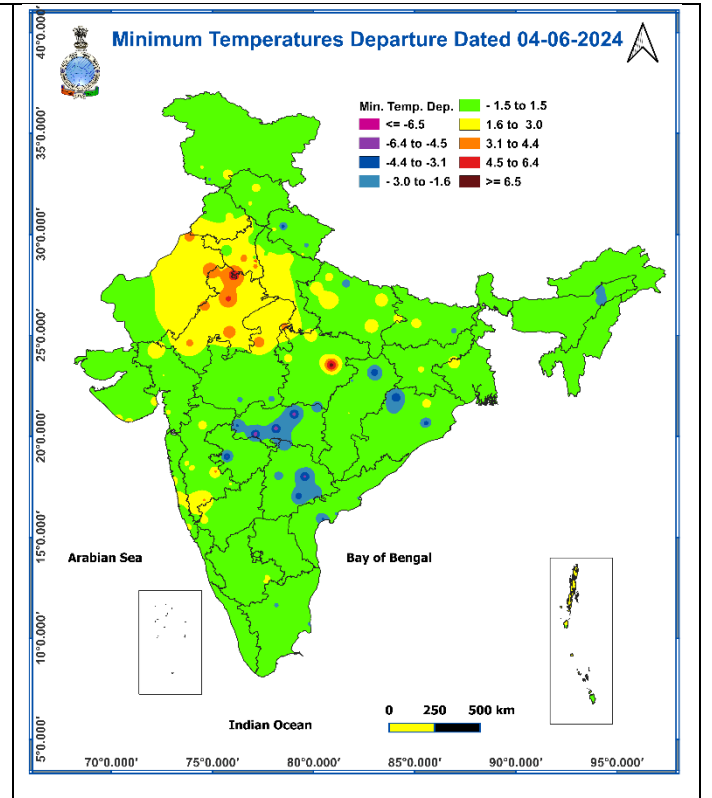 Minimum Temperatures Departure Dated 04-06-2024
Min. Temp. Dep.
<= -6.5
-6.4 to -4.5
-4.4 to -3.1
- 3.0 to -1.6
- 1.5 to 1.5
1.6 to 3.0
3.1 to 4.4
4.5 to 6.4
>= 6.5
40°0.000'
35°0.000'
30°0.000'
25°0.000'
20°0.000'
15°0.000'
10°0.000'
5°0.000'
Arabian Sea
Bay of Bengal
Indian Ocean
0 250 500 km
70°0.000' 75°0.000' 80°0.000' 85°0.000' 90°0.000' 95°0.000'